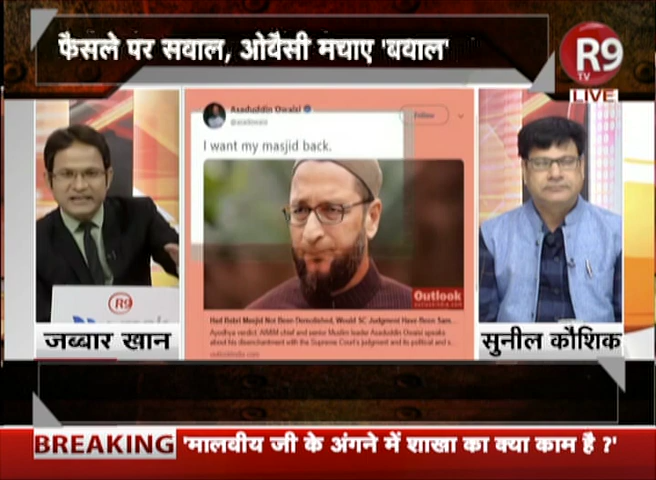 फैसले पर सवाल, ओवैसी मचाए 'बवाल'
R9
TV
LIVE
Asaduddin Owaisi
@asadowaisi
Follow
I want my masjid back.
Outlook
Had Babri Masjid Not Been Demolished, Would SC Judgment Have Been Sam...
Ayodhya verdict: AIMIM chief and senior Muslim leader Asaduddin Owaisi speaks
about his disenchantment with the Supreme Court's judgment and its political and s...
outlookindia.com
R9
जब्बार खान
सुनील कौशिक
BREAKING
'मालवीय जी के अंगने में शाखा का क्या काम है ?'